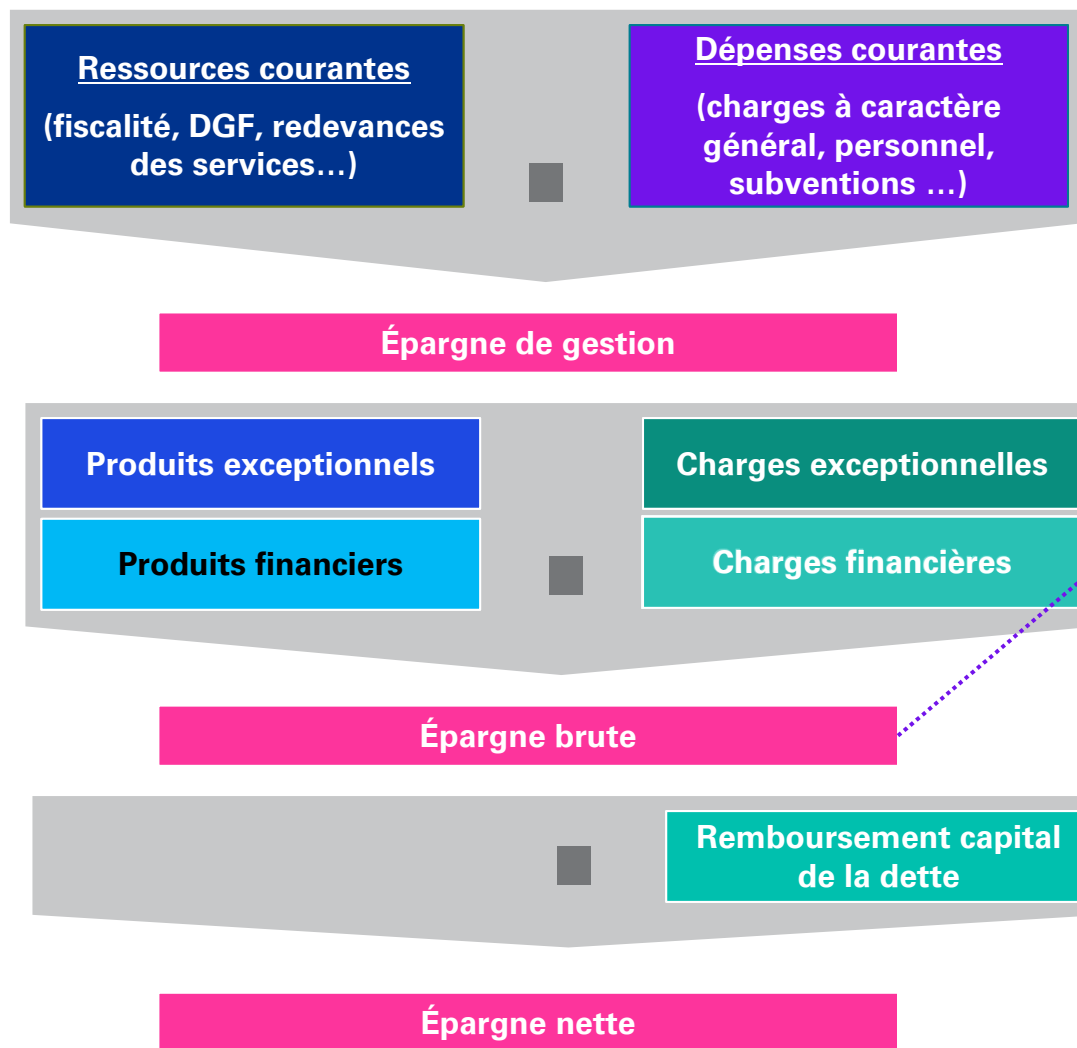 Ressources courantes
(fiscalité, DGF, redevances
des services…)
Dépenses courantes
(charges à caractère
général, personnel,
subventions …)
Épargne de gestion
Produits exceptionnels
Charges exceptionnelles
Produits financiers
Charges financières
Épargne brute
Remboursement capital
de la dette
Épargne nette